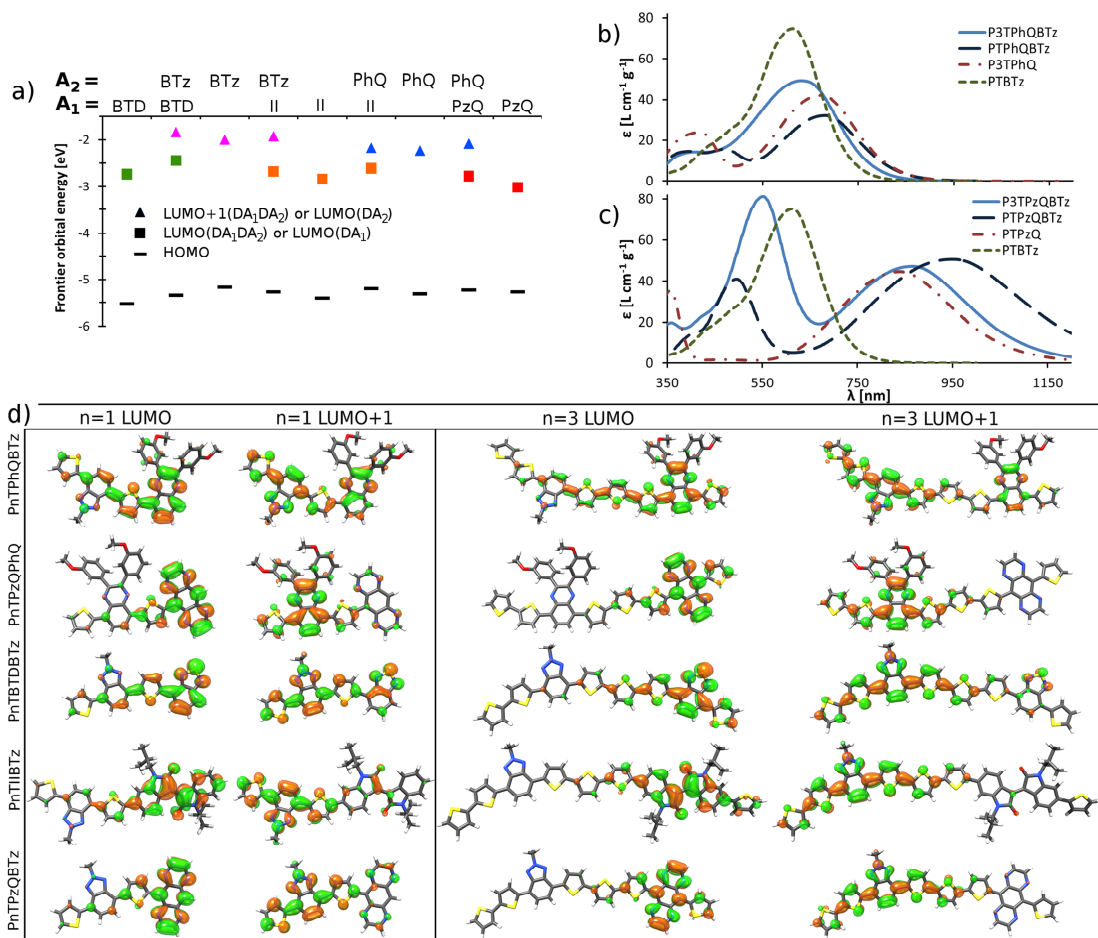 a)
A2 = BTz BTz BTz PhQ PhQ PhQ
A1 = BTD BTD II II II PzQ PzQ
Frontier orbital energy [eV]
-2
-3
-4
-5
-6
LUMO+1(DA1DA2) or LUMO(DA2)
LUMO(DA1DA2) or LUMO(DA1)
HOMO
b)
ε [L cm-1 g-1]
80
60
40
20
0
P3TPhQBTz
PTPhQBTz
P3TPhQ
PTBTz
c)
ε [L cm-1 g-1]
80
60
40
20
0
P3TPzQBTz
PTPzQBTz
PTPzQ
PTBTz
350 550 750 950 1150
λ [nm]
d)
n=1 LUMO n=1 LUMO+1 n=3 LUMO n=3 LUMO+1
PnTPhQBTz
PnTPzQPhQ
PnTBTDBTz
PnTIIBTz
PnTPzQBTz